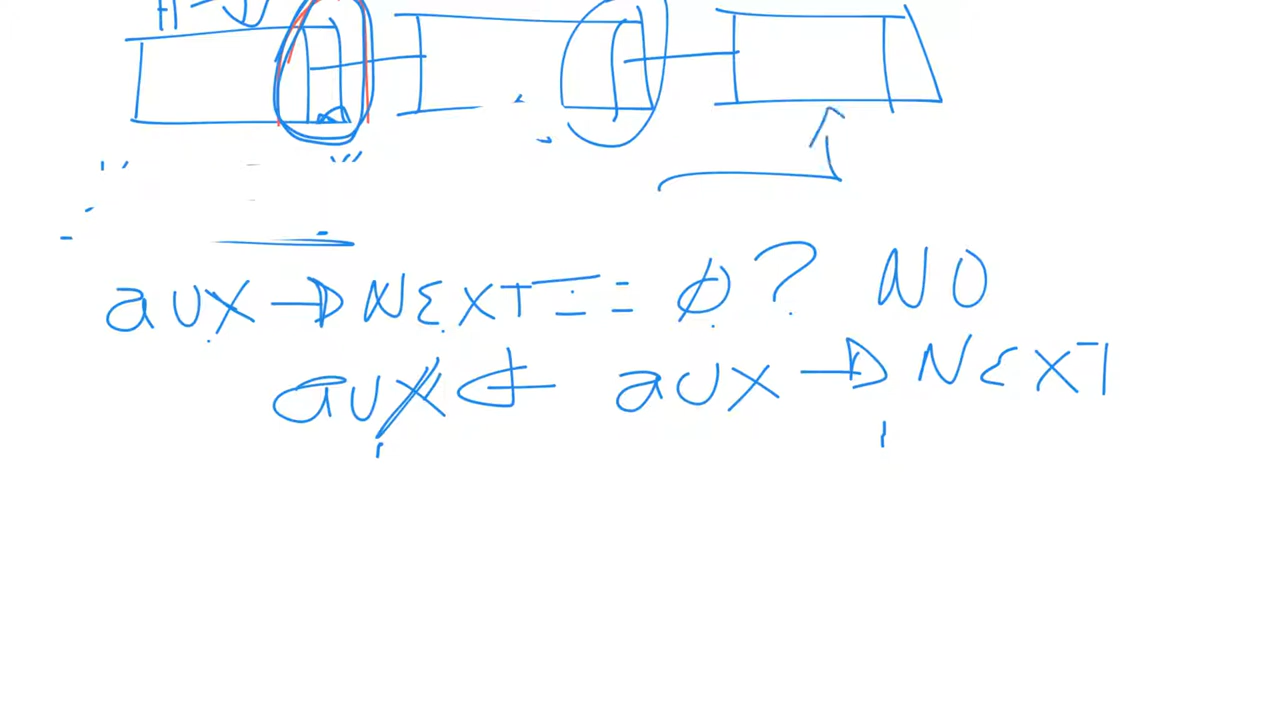 aux → NEXT == Ø ? NO
aux ← aux → NEXT